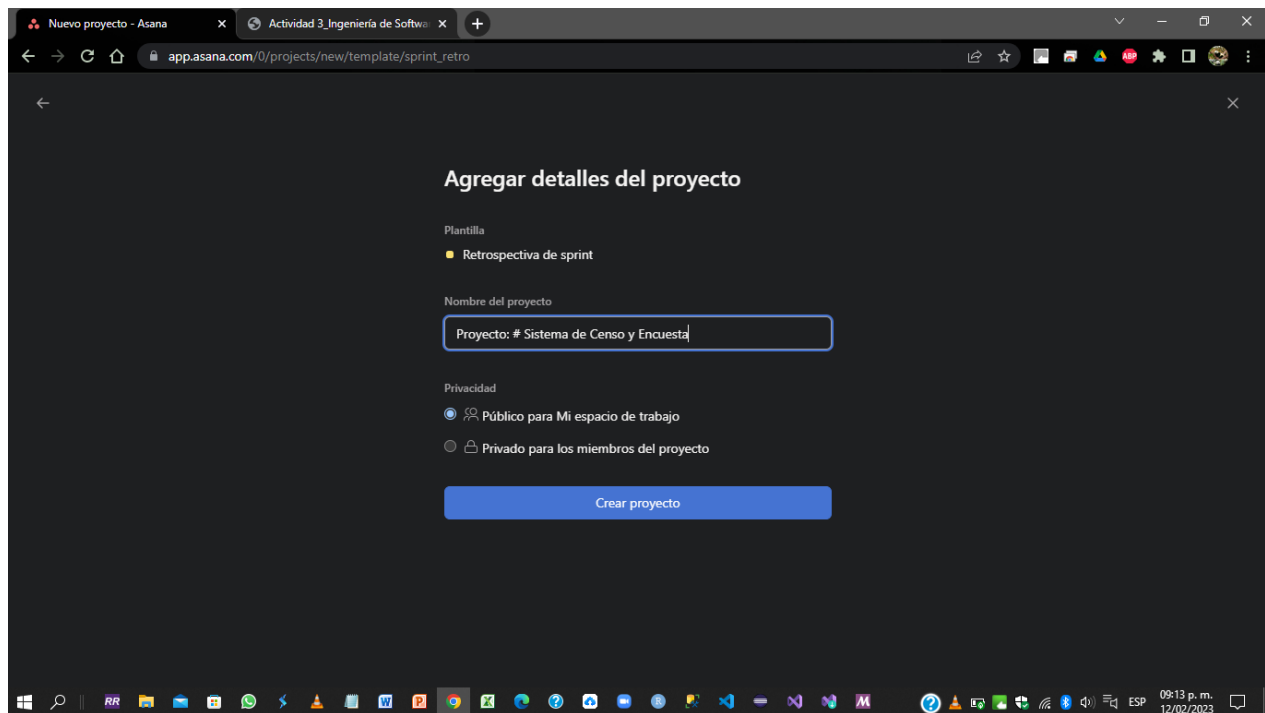 Nuevo proyecto - Asana
Actividad 3_Ingeniería de Softwa
app.asana.com/0/projects/new/template/sprint_retro
ABP
Agregar detalles del proyecto
Plantilla
Retrospectiva de sprint
Nombre del proyecto
Proyecto: # Sistema de Censo y Encuesta
Privacidad
Público para Mi espacio de trabajo
Privado para los miembros del proyecto
Crear proyecto
RR
ESP
09:13 p. m.
12/02/2023